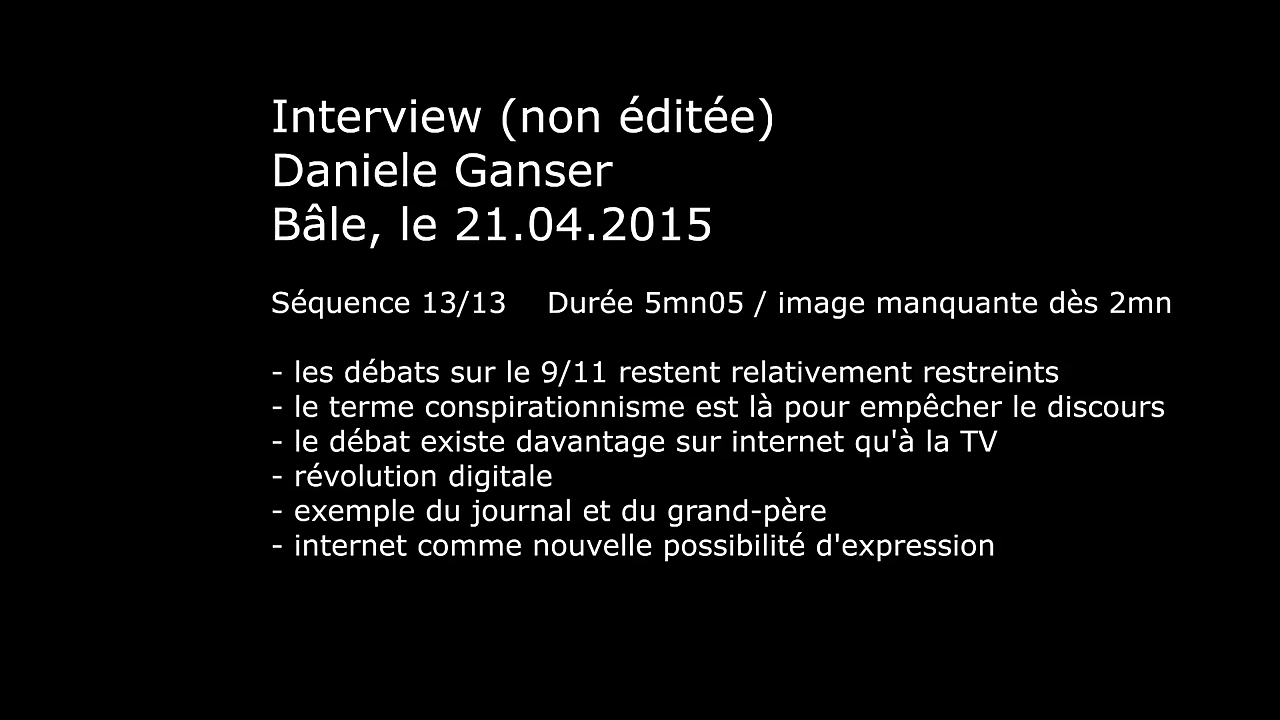 Interview (non éditée)
Daniele Ganser
Bâle, le 21.04.2015
Séquence 13/13 Durée 5mn05 / image manquante dès 2mn
- les débats sur le 9/11 restent relativement restreints
- le terme conspirationnisme est là pour empêcher le discours
- le débat existe davantage sur internet qu'à la TV
- révolution digitale
- exemple du journal et du grand-père
- internet comme nouvelle possibilité d'expression